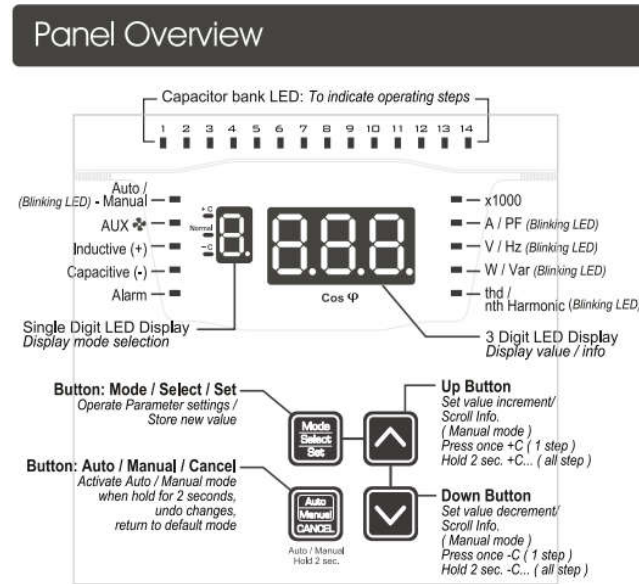 Panel Overview
Capacitor bank LED: To indicate operating steps
1 2 3 4 5 6 7 8 9 10 11 12 13 14
Auto /
(Blinking LED) - Manual
AUX
Inductive (+)
Capacitive (-)
Alarm
+C
Normal
-C
8.
8.8.8.
Cos φ
x1000
A / PF (Blinking LED)
V / Hz (Blinking LED)
W / Var (Blinking LED)
thd /
nth Harmonic (Blinking LED)
Single Digit LED Display
Display mode selection
3 Digit LED Display
Display value / info
Button: Mode / Select / Set
Operate Parameter settings /
Store new value
Mode
Select
Set
Up Button
Set value increment/
Scroll Info.
( Manual mode )
Press once +C ( 1 step )
Hold 2 sec. +C... ( all step )
Button: Auto / Manual / Cancel
Activate Auto / Manual mode
when hold for 2 seconds,
undo changes,
return to default mode
Auto
Manual
CANCEL
Auto / Manual
Hold 2 sec.
Down Button
Set value decrement/
Scroll Info.
( Manual mode )
Press once -C ( 1 step )
Hold 2 sec. -C... ( all step )